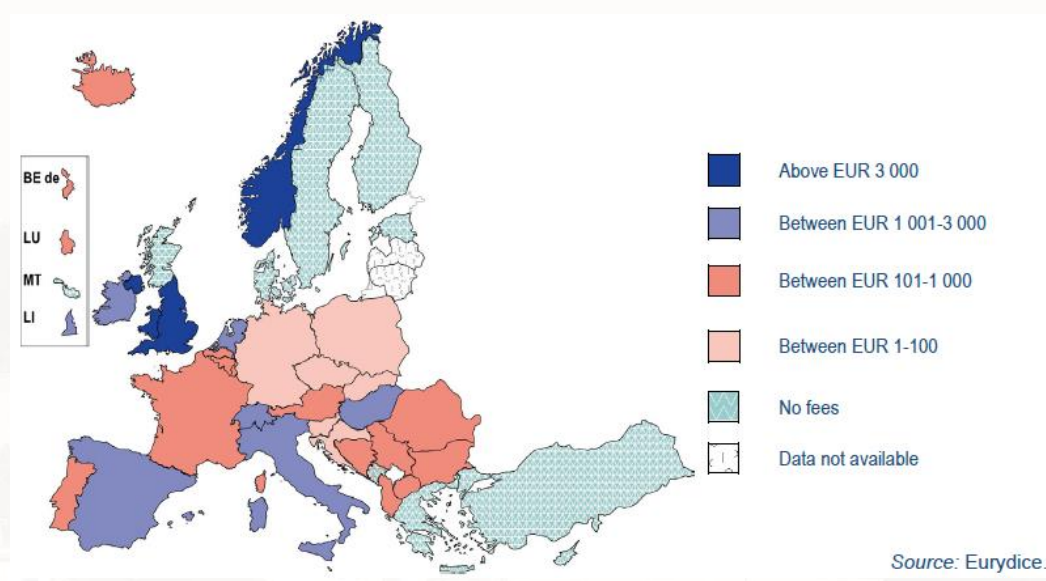 BE de
LU
MT
LI
Above EUR 3 000
Between EUR 1 001-3 000
Between EUR 101-1 000
Between EUR 1-100
No fees
Data not available
Source: Eurydice.